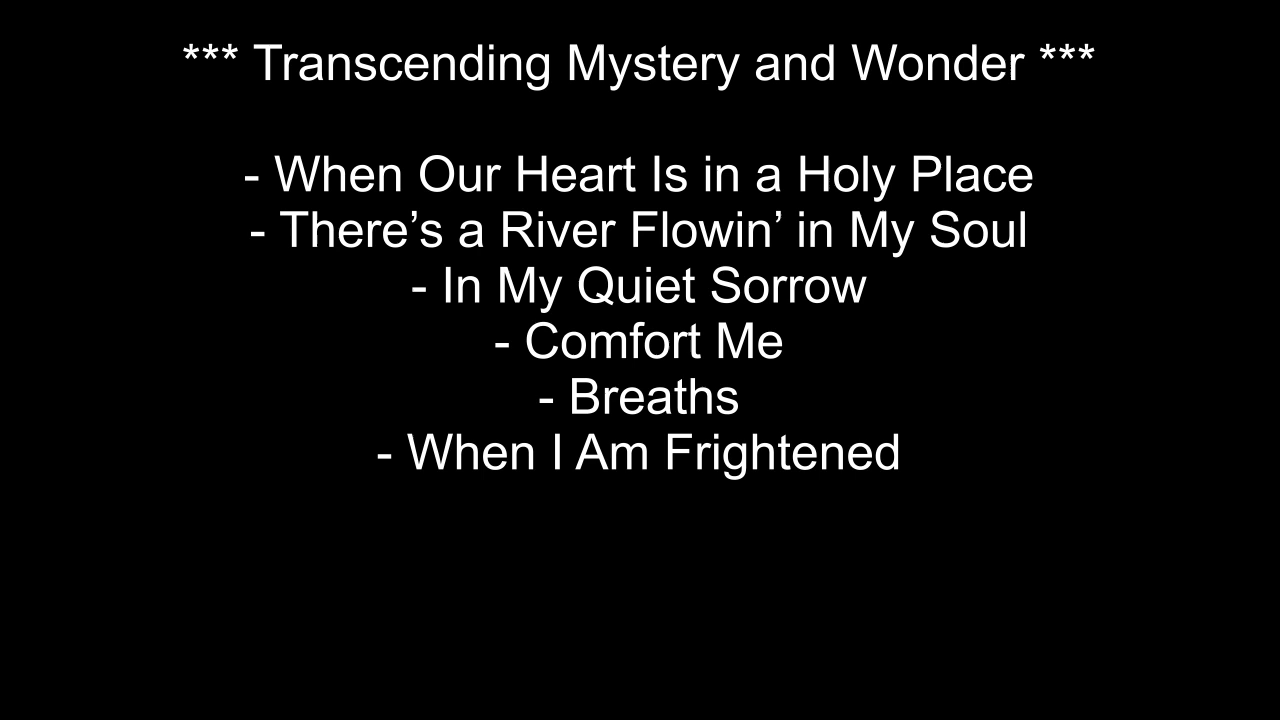 *** Transcending Mystery and Wonder ***
- When Our Heart Is in a Holy Place
- There’s a River Flowin’ in My Soul
- In My Quiet Sorrow
- Comfort Me
- Breaths
- When I Am Frightened